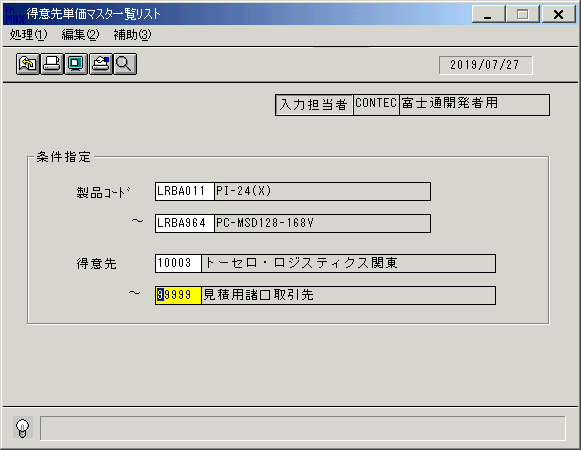 得意先単価マスタ一覧リスト
処理(1) 編集(2) 補助(3)
2019/07/27
入力担当者 CONTEC 富士通開発者用
条件指定
製品ｺｰﾄﾞ LRBA011 PI-24(X)
～ LRBA964 PC-MSD128-168V
得意先 10003 トーセロ・ロジスティクス関東
～ 99999 見積用諸口取引先